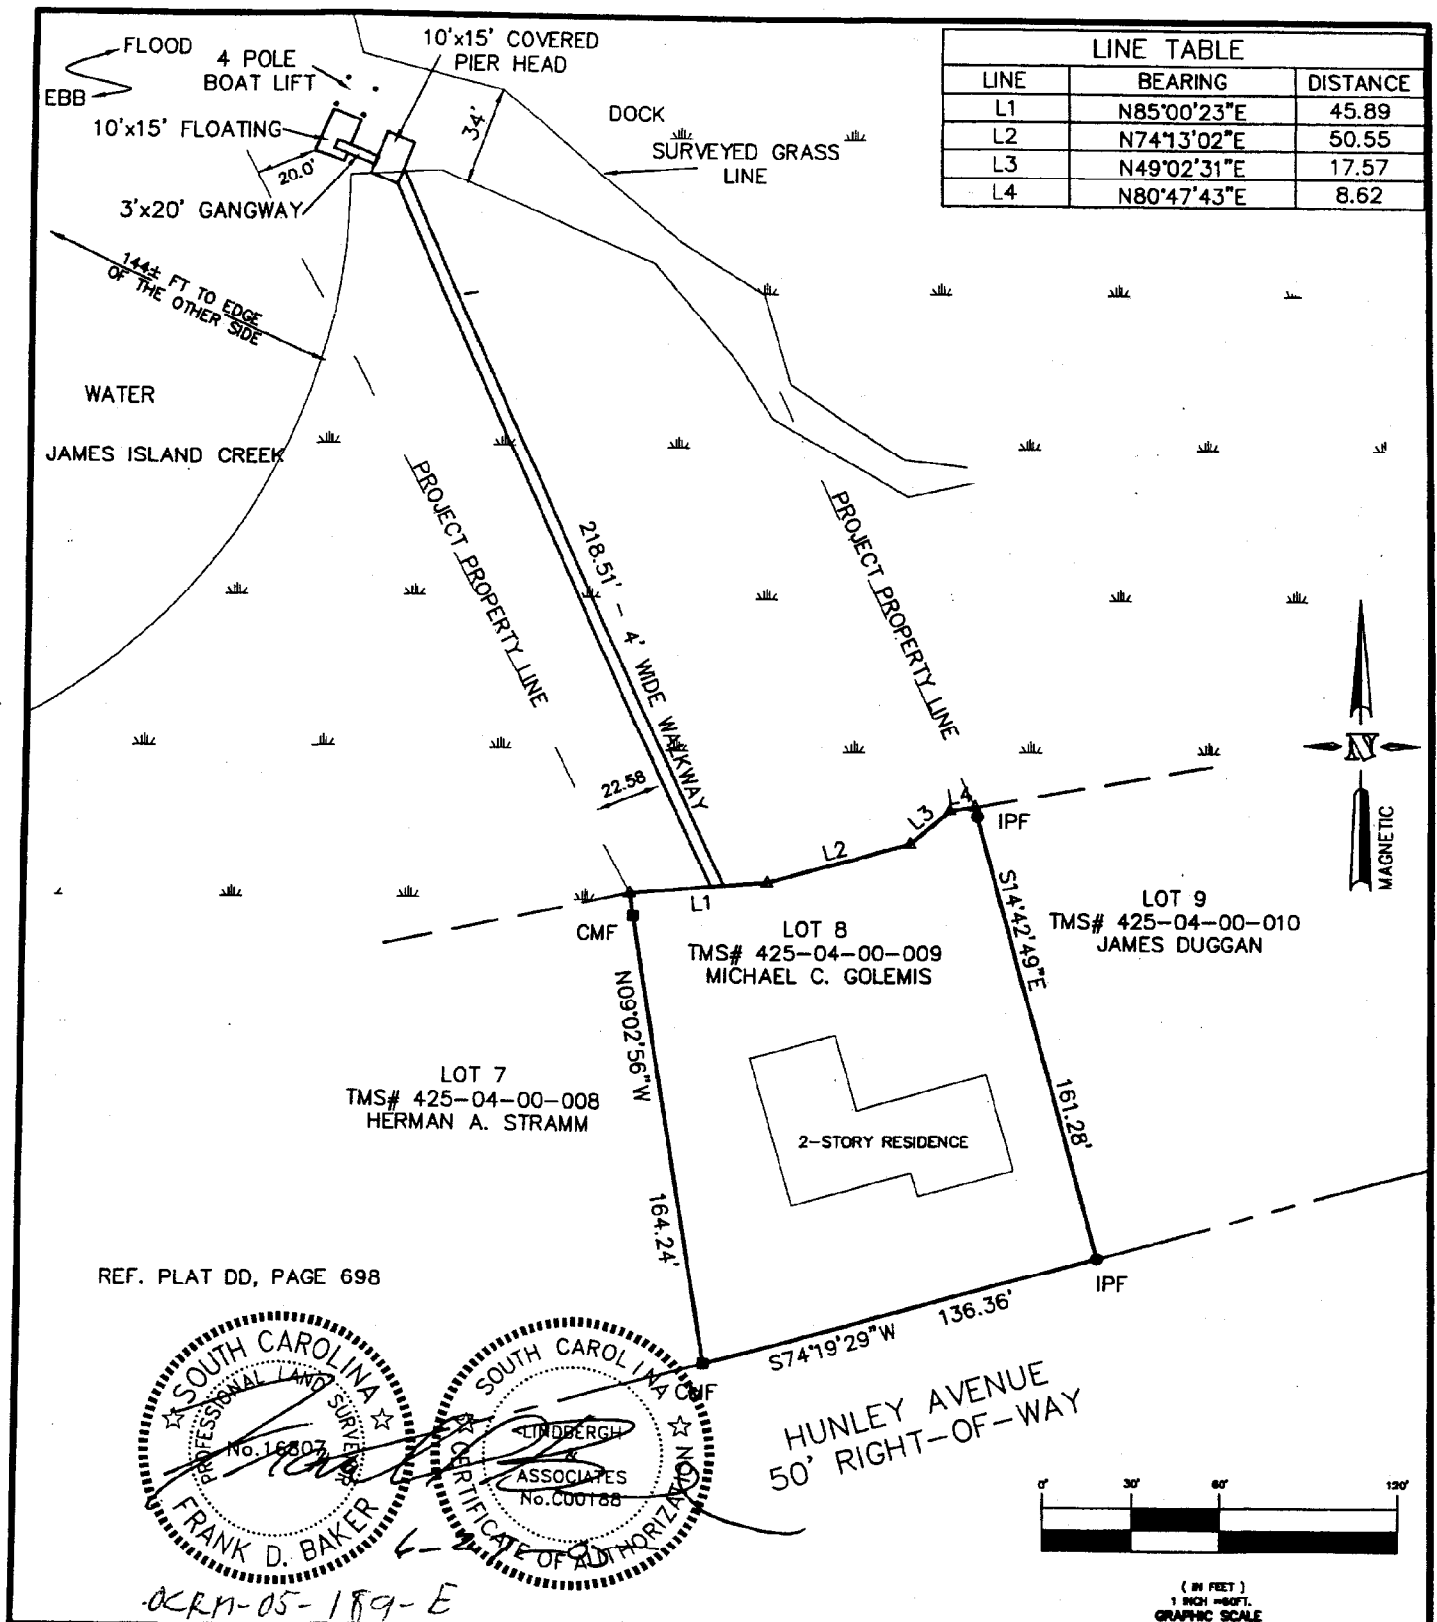 FLOOD
EBB
4 POLE
BOAT LIFT
10'x15' COVERED
PIER HEAD
10'x15' FLOATING
20.0'
3'x20' GANGWAY
34'
DOCK
SURVEYED GRASS
LINE
LINE TABLE
LINE BEARING DISTANCE
L1 N85°00'23"E 45.89
L2 N74°13'02"E 50.55
L3 N49°02'31"E 17.57
L4 N80°47'43"E 8.62
144± FT TO EDGE
OF THE OTHER SIDE
WATER
JAMES ISLAND CREEK
PROJECT PROPERTY LINE
218.51' - 4' WIDE WALKWAY
PROJECT PROPERTY LINE
22.58
N
MAGNETIC
L1
L2
L3
L4
IPF
CMF
LOT 8
TMS# 425-04-00-009
MICHAEL C. GOLEMIS
LOT 9
TMS# 425-04-00-010
JAMES DUGGAN
S14°42'49"E
161.28'
N09°02'56"W
164.24'
LOT 7
TMS# 425-04-00-008
HERMAN A. STRAMM
2-STORY RESIDENCE
IPF
S74°19'29"W 136.36'
CMF
HUNLEY AVENUE
50' RIGHT-OF-WAY
REF. PLAT DD, PAGE 698
SOUTH CAROLINA
PROFESSIONAL LAND SURVEYOR
No.16807
FRANK D. BAKER
SOUTH CAROLINA
LINDBERGH
&
ASSOCIATES
No.C00188
CERTIFICATE OF AUTHORIZATION
OCRM-05-189-E
0' 30' 60' 120'
( IN FEET )
1 INCH =60FT.
GRAPHIC SCALE